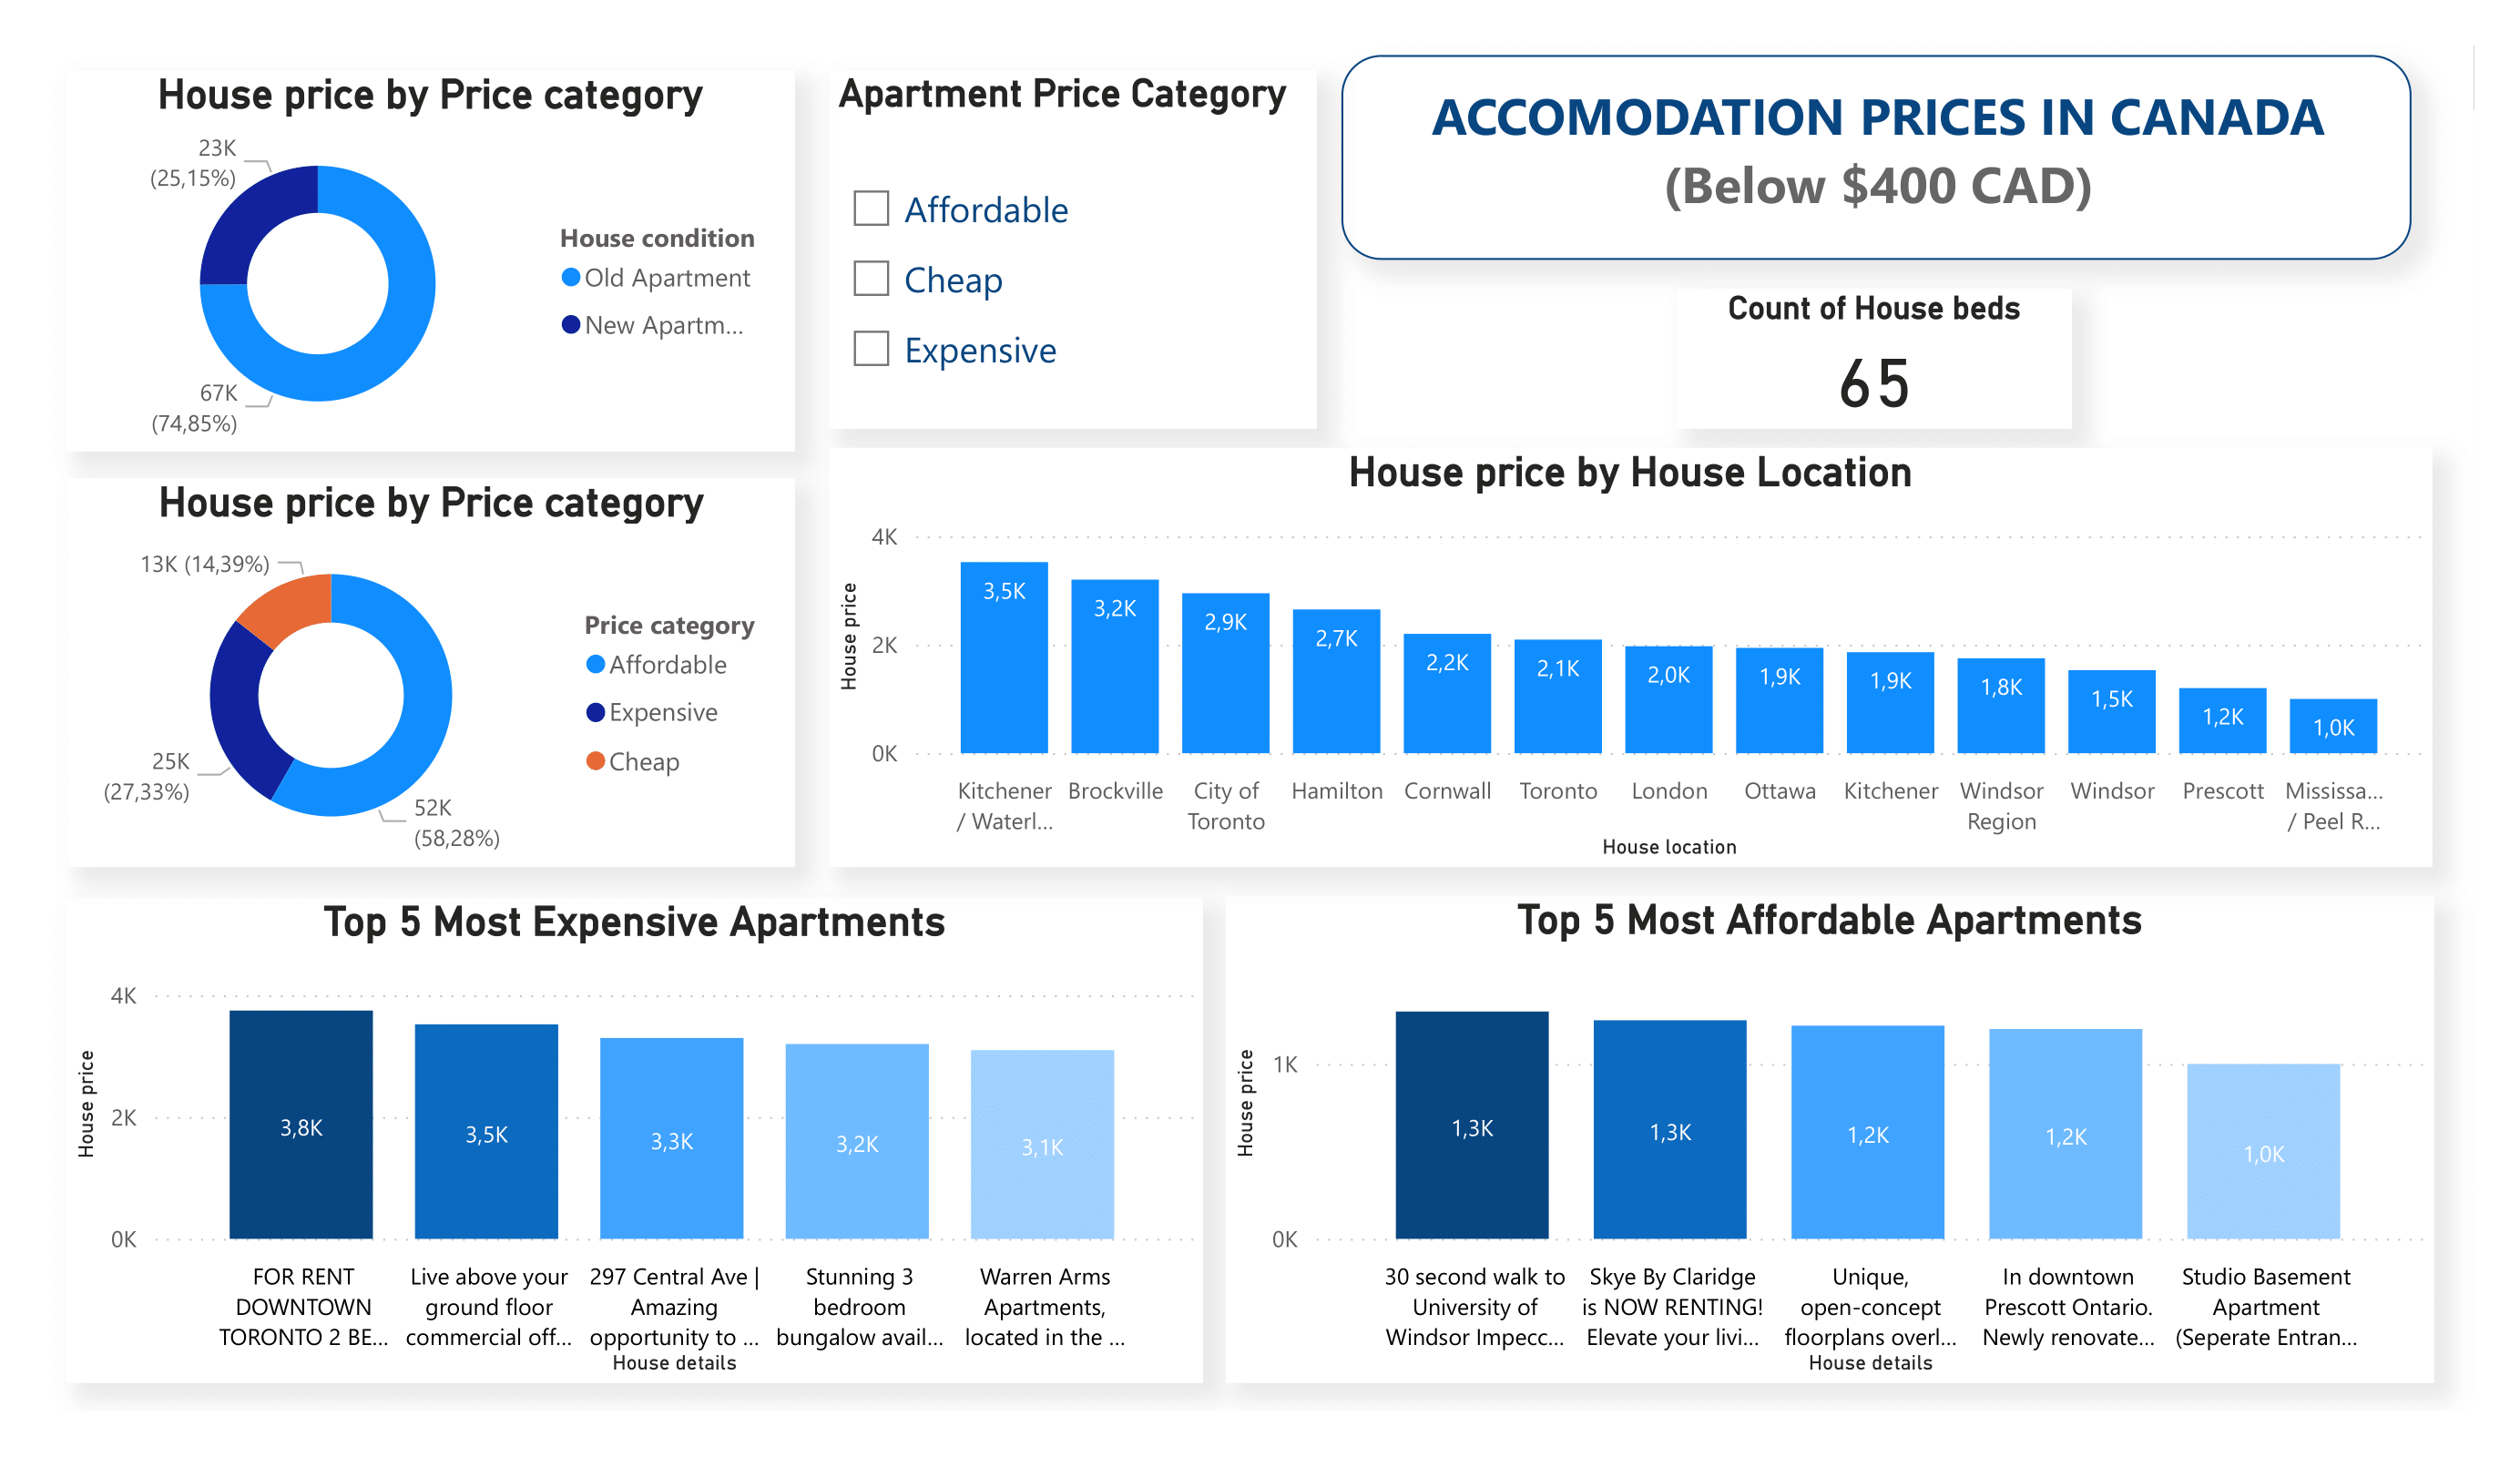 House price by Price category
23K
(25,15%)
67K
(74,85%)
House condition
Old Apartment
New Apartm...
Apartment Price Category
Affordable
Cheap
Expensive
ACCOMODATION PRICES IN CANADA
(Below $400 CAD)
Count of House beds
65
House price by Price category
13K (14,39%)
25K
(27,33%)
52K
(58,28%)
Price category
Affordable
Expensive
Cheap
House price by House Location
House price
4K
2K
0K
3,5K 3,2K 2,9K 2,7K 2,2K 2,1K 2,0K 1,9K 1,9K 1,8K 1,5K 1,2K 1,0K
Kitchener Brockville City of Hamilton Cornwall Toronto London Ottawa Kitchener Windsor Windsor Prescott Mississa...
/ Waterl... Toronto Region / Peel R...
House location
Top 5 Most Expensive Apartments
House price
4K
2K
0K
3,8K 3,5K 3,3K 3,2K 3,1K
FOR RENT Live above your 297 Central Ave | Stunning 3 Warren Arms
DOWNTOWN ground floor Amazing bedroom Apartments,
TORONTO 2 BE... commercial off... opportunity to ... bungalow avail... located in the ...
House details
Top 5 Most Affordable Apartments
House price
1K
0K
1,3K 1,3K 1,2K 1,2K 1,0K
30 second walk to Skye By Claridge Unique, In downtown Studio Basement
University of is NOW RENTING! open-concept Prescott Ontario. Apartment
Windsor Impecc... Elevate your livi... floorplans overl... Newly renovate... (Seperate Entran...
House details